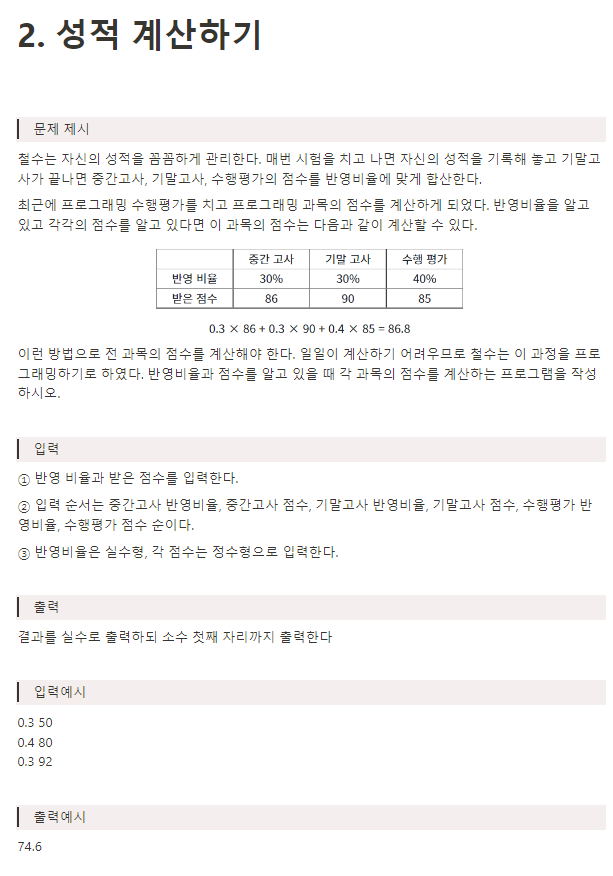 2. 성적 계산하기
문제 제시
철수는 자신의 성적을 꼼꼼하게 관리한다. 매번 시험을 치고 나면 자신의 성적을 기록해 놓고 기말고
사가 끝나면 중간고사, 기말고사, 수행평가의 점수를 반영비율에 맞게 합산한다.
최근에 프로그래밍 수행평가를 치고 프로그래밍 과목의 점수를 계산하게 되었다. 반영비율을 알고
있고 각각의 점수를 알고 있다면 이 과목의 점수는 다음과 같이 계산할 수 있다.
중간 고사 기말 고사 수행 평가
반영 비율 30% 30% 40%
받은 점수 86 90 85
0.3 × 86 + 0.3 × 90 + 0.4 × 85 = 86.8
이런 방법으로 전 과목의 점수를 계산해야 한다. 일일이 계산하기 어려우므로 철수는 이 과정을 프로
그래밍하기로 하였다. 반영비율과 점수를 알고 있을 때 각 과목의 점수를 계산하는 프로그램을 작성
하시오.
입력
① 반영 비율과 받은 점수를 입력한다.
② 입력 순서는 중간고사 반영비율, 중간고사 점수, 기말고사 반영비율, 기말고사 점수, 수행평가 반
영비율, 수행평가 점수 순이다.
③ 반영비율은 실수형, 각 점수는 정수형으로 입력한다.
출력
결과를 실수로 출력하되 소수 첫째 자리까지 출력한다
입력예시
0.3 50
0.4 80
0.3 92
출력예시
74.6